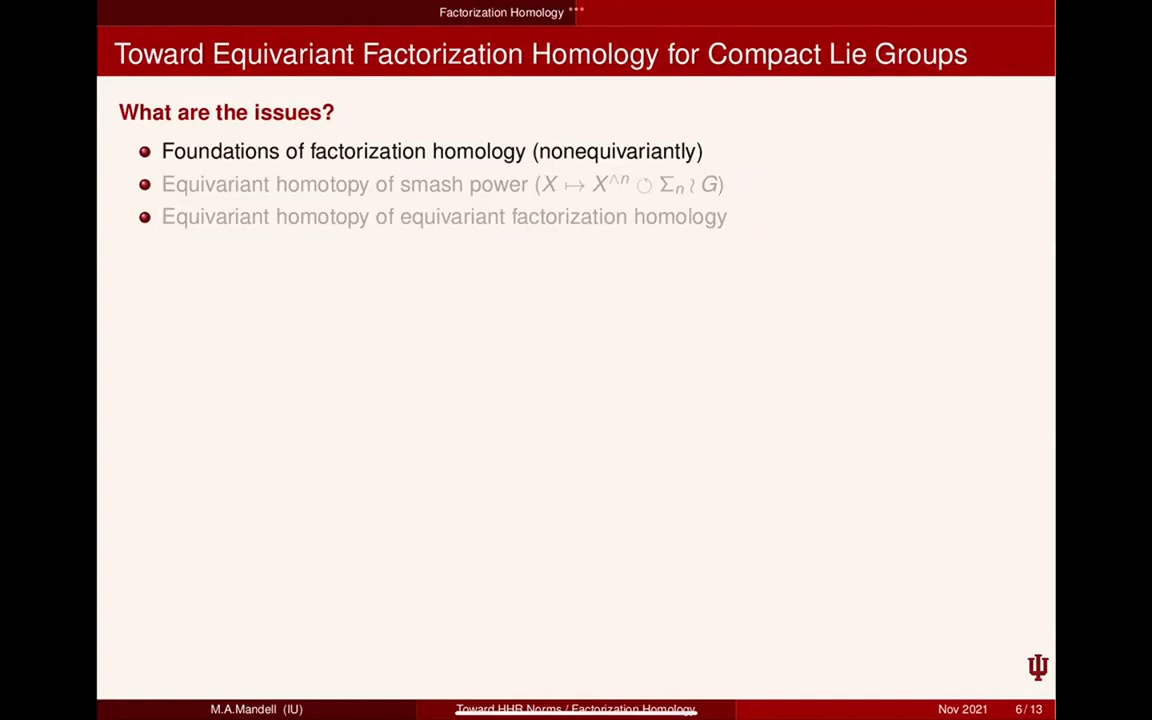 Factorization Homology
Toward Equivariant Factorization Homology for Compact Lie Groups
What are the issues?
Foundations of factorization homology (nonequivariantly)
Equivariant homotopy of smash power (X ↦ X^∧n ↺ Σ_n ≀ G)
Equivariant homotopy of equivariant factorization homology
M.A.Mandell (IU)
Toward HHR Norms / Factorization Homology
Nov 2021
6 / 13